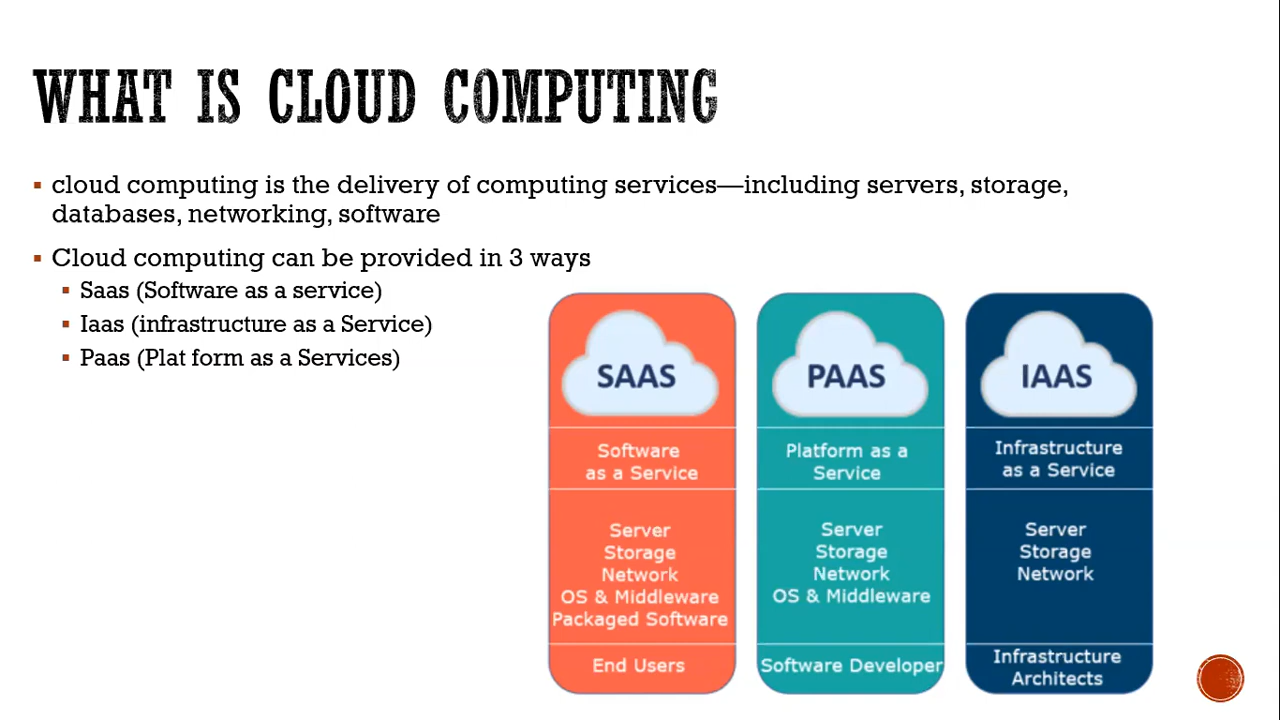 WHAT IS CLOUD COMPUTING
cloud computing is the delivery of computing services—including servers, storage,
databases, networking, software
Cloud computing can be provided in 3 ways
Saas (Software as a service)
Iaas (infrastructure as a Service)
Paas (Plat form as a Services)
SAAS
Software
as a Service
Server
Storage
Network
OS & Middleware
Packaged Software
End Users
PAAS
Platform as a
Service
Server
Storage
Network
OS & Middleware
Software Developer
IAAS
Infrastructure
as a Service
Server
Storage
Network
Infrastructure
Architects